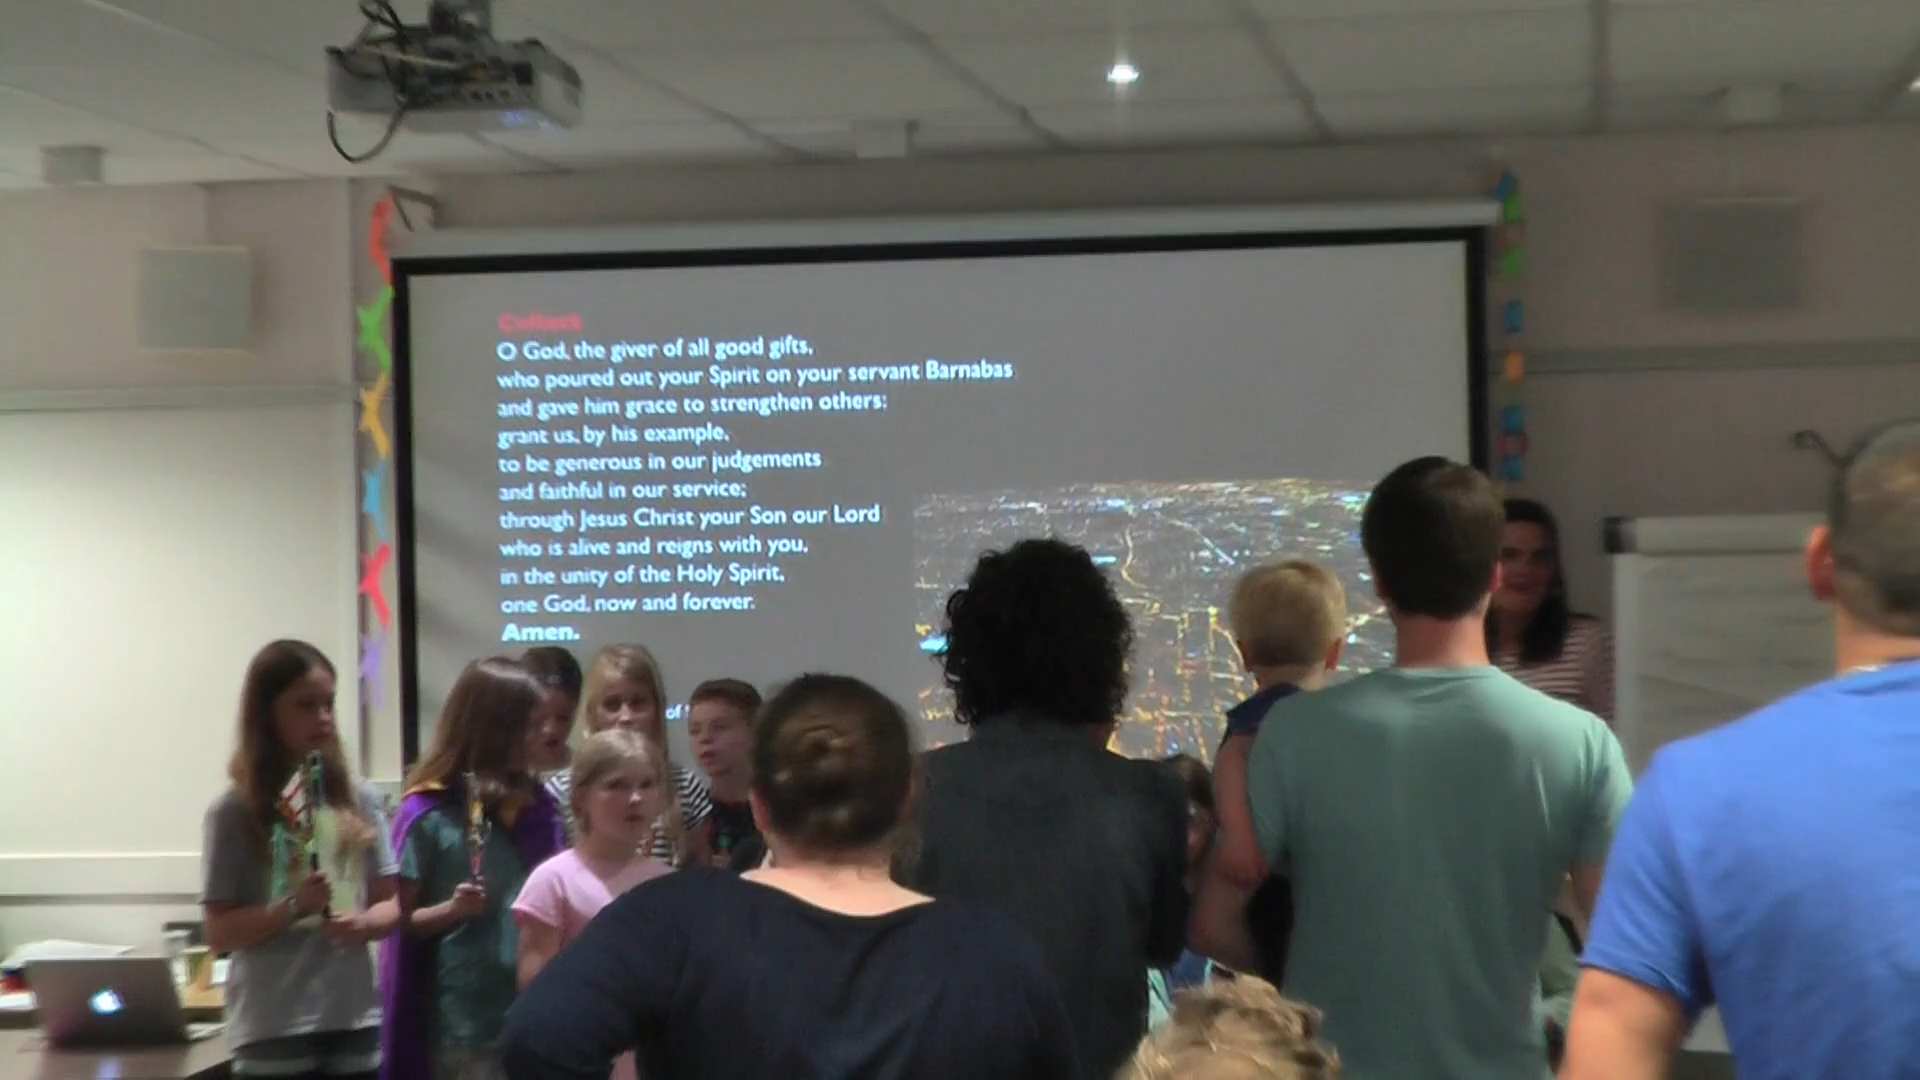 Collect
O God, the giver of all good gifts,
who poured out your Spirit on your servant Barnabas
and gave him grace to strengthen others:
grant us, by his example,
to be generous in our judgements
and faithful in our service;
through Jesus Christ your Son our Lord
who is alive and reigns with you,
in the unity of the Holy Spirit,
one God, now and forever.
Amen.
of